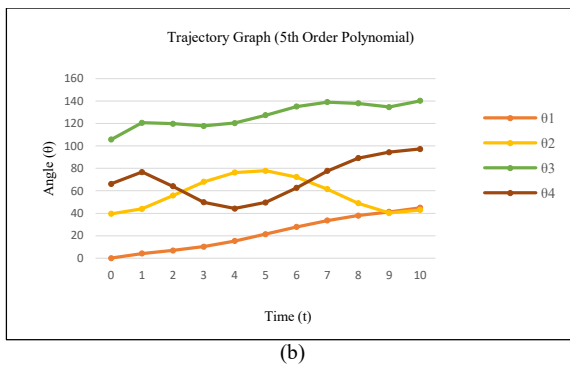 Trajectory Graph (5th Order Polynomial)
160
140
120
100
80
60
40
20
0
Angle (θ)
0 1 2 3 4 5 6 7 8 9 10
Time (t)
θ1
θ2
θ3
θ4
(b)